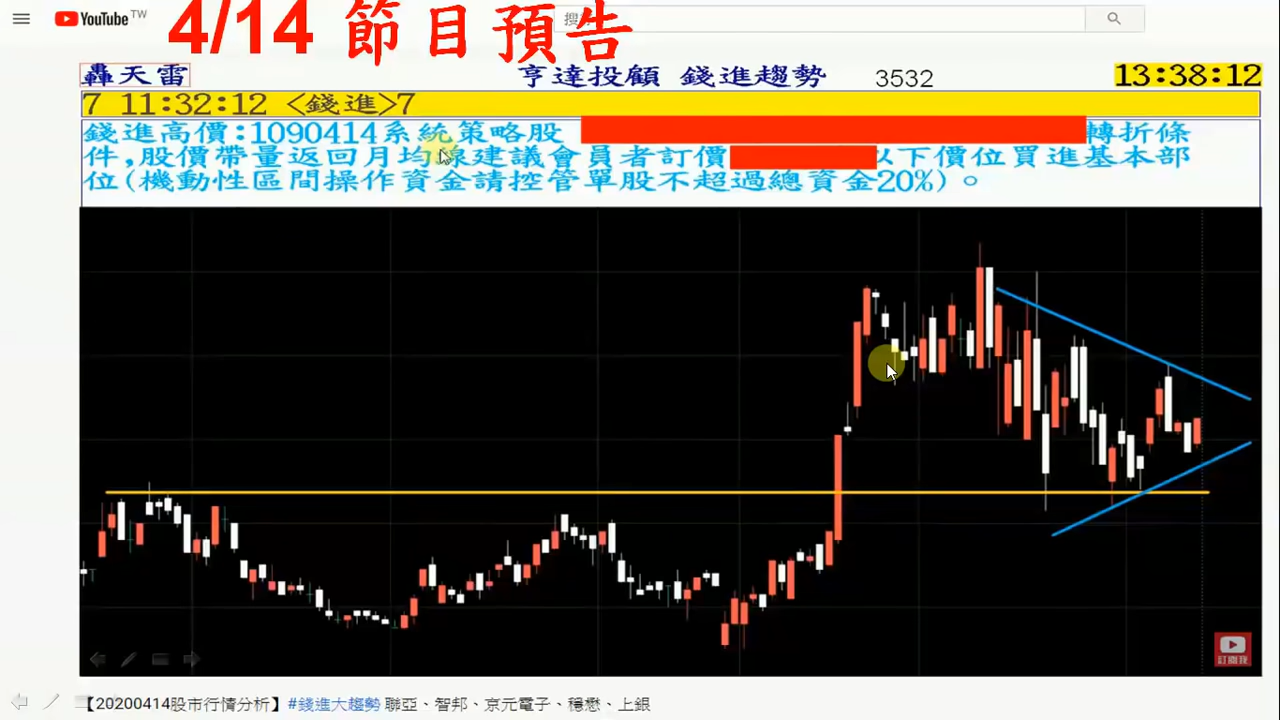 YouTube TW
搜尋
4/14 節目預告
轟天雷 亨達投顧 錢進趨勢 3532 13:38:12
7 11:32:12 <錢進>7
錢進高價:1090414系統策略股 轉折條
件,股價帶量返回月均線建議會員者訂價 以下價位買進基本部
位(機動性區間操作資金請控管單股不超過總資金20%)。
訂閱我
【20200414股市行情分析】#錢進大趨勢 聯亞、智邦、京元電子、穩懋、上銀